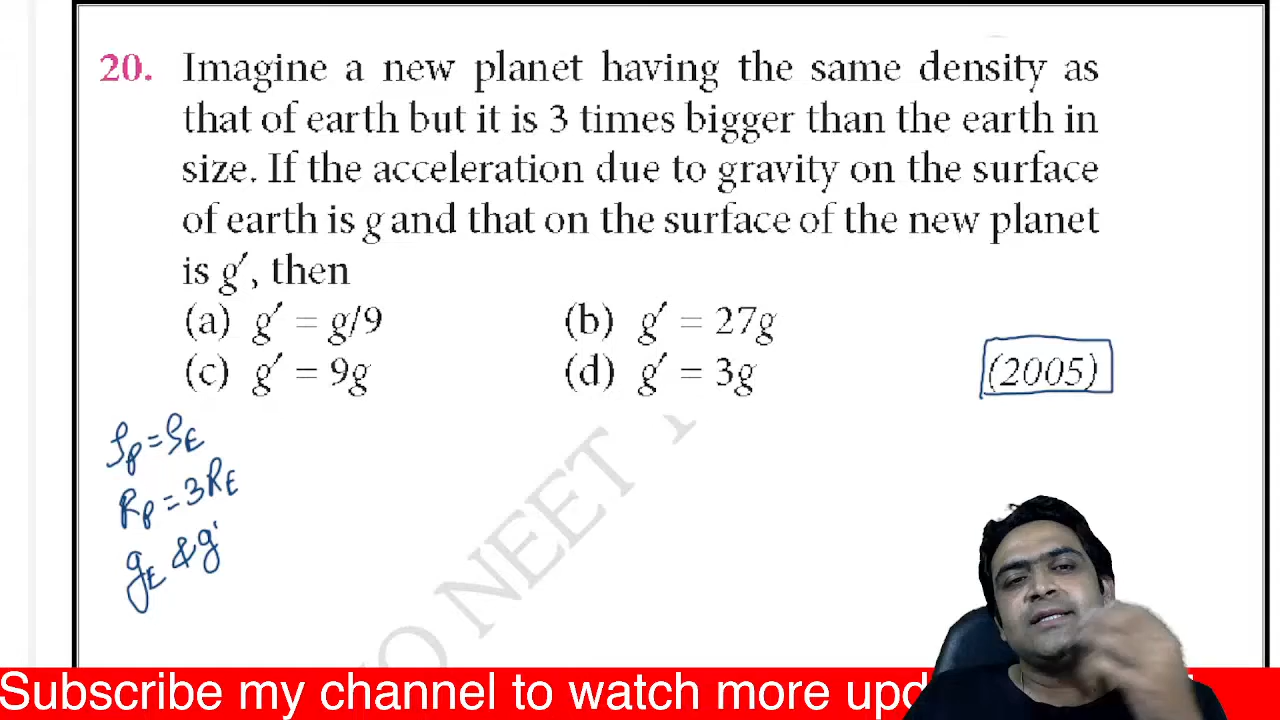 20. Imagine a new planet having the same density as
that of earth but it is 3 times bigger than the earth in
size. If the acceleration due to gravity on the surface
of earth is g and that on the surface of the new planet
is g′, then
(a) g′ = g/9 (b) g′ = 27g
(c) g′ = 9g (d) g′ = 3g (2005)
ρP = ρE
RP = 3RE
gE & g'
NEET
Subscribe my channel to watch more